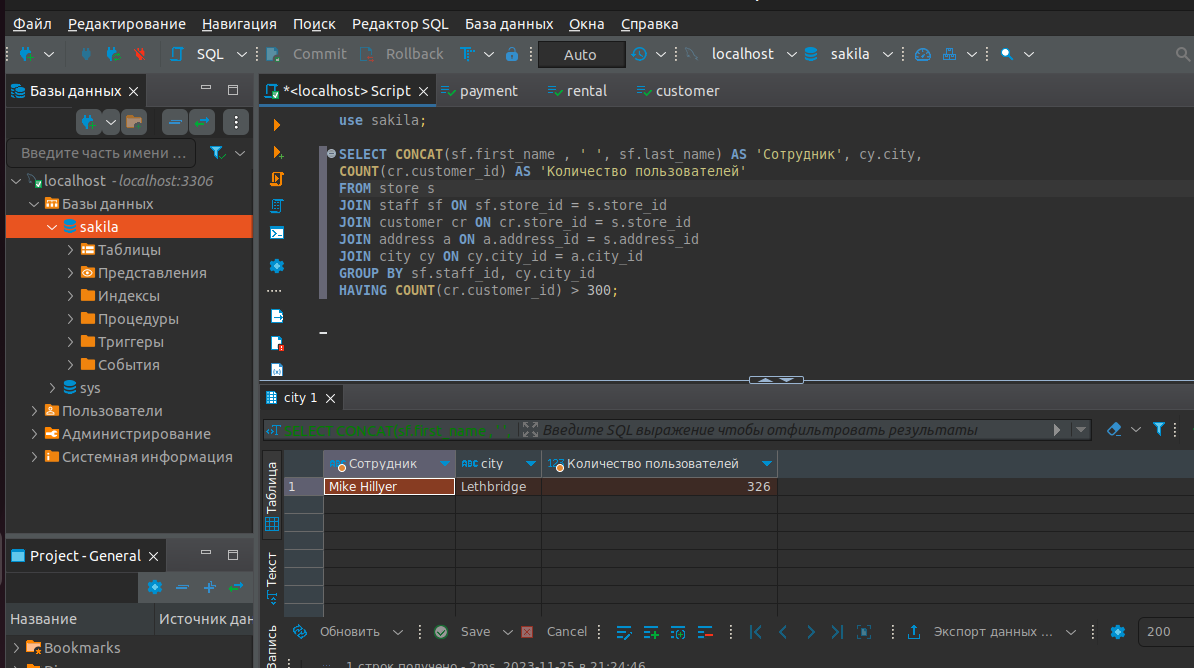 Файл Редактирование Навигация Поиск Редактор SQL База данных Окна Справка
SQL Commit Rollback Auto localhost sakila
Базы данных
*<localhost> Script payment rental customer
Введите часть имени ...
localhost - localhost:3306
Базы данных
sakila
Таблицы
Представления
Индексы
Процедуры
Триггеры
События
sys
Пользователи
Администрирование
Системная информация
use sakila;
SELECT CONCAT(sf.first_name , ' ', sf.last_name) AS 'Сотрудник', cy.city,
COUNT(cr.customer_id) AS 'Количество пользователей'
FROM store s
JOIN staff sf ON sf.store_id = s.store_id
JOIN customer cr ON cr.store_id = s.store_id
JOIN address a ON a.address_id = s.address_id
JOIN city cy ON cy.city_id = a.city_id
GROUP BY sf.staff_id, cy.city_id
HAVING COUNT(cr.customer_id) > 300;
city 1
SELECT CONCAT(sf.first_name , ' ', Введите SQL выражение чтобы отфильтровать результаты
Таблица
Текст
Запись
ABC Сотрудник ABC city 123 Количество пользователей
1 Mike Hillyer Lethbridge 326
Project - General
Название Источник дан
Bookmarks
Обновить Save Cancel Экспорт данных ... 200
1 строк получено - 2ms, 2023-11-25 в 21:24:46